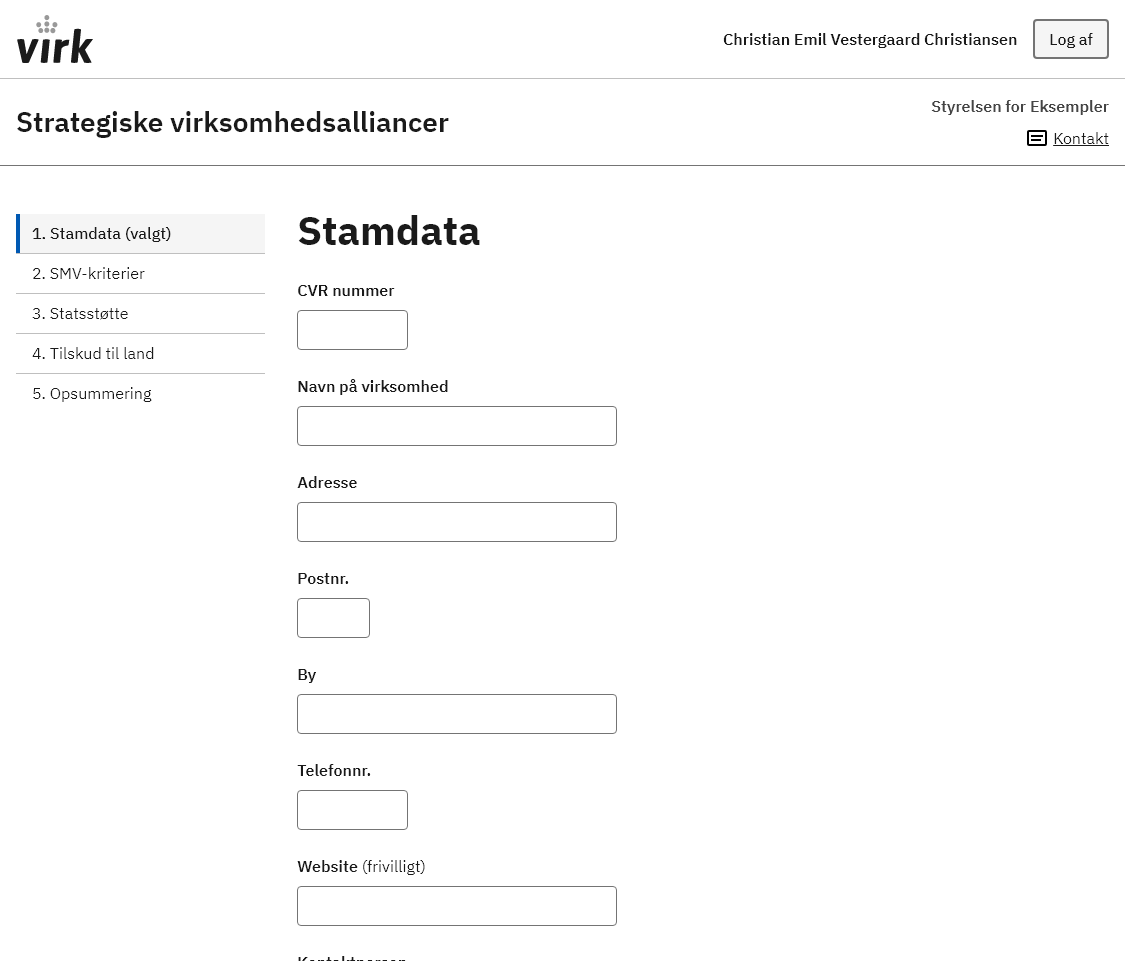 virk
Christian Emil Vestergaard Christiansen
Log af
Strategiske virksomhedsalliancer
Styrelsen for Eksempler
Kontakt
1. Stamdata (valgt)
2. SMV-kriterier
3. Statsstøtte
4. Tilskud til land
5. Opsummering
Stamdata
CVR nummer
Navn på virksomhed
Adresse
Postnr.
By
Telefonnr.
Website (frivilligt)
Kontaktperson